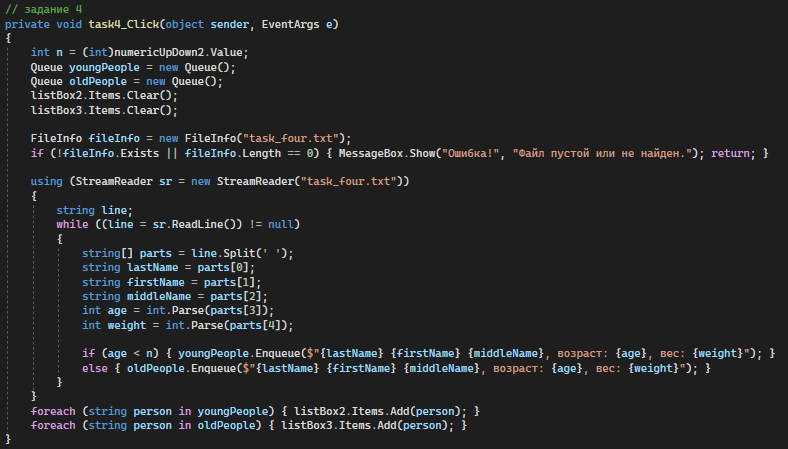 // задание 4
private void task4_Click(object sender, EventArgs e)
{
int n = (int)numericUpDown2.Value;
Queue youngPeople = new Queue();
Queue oldPeople = new Queue();
listBox2.Items.Clear();
listBox3.Items.Clear();
FileInfo fileInfo = new FileInfo("task_four.txt");
if (!fileInfo.Exists || fileInfo.Length == 0) { MessageBox.Show("Ошибка!", "Файл пустой или не найден."); return; }
using (StreamReader sr = new StreamReader("task_four.txt"))
{
string line;
while ((line = sr.ReadLine()) != null)
{
string[] parts = line.Split(' ');
string lastName = parts[0];
string firstName = parts[1];
string middleName = parts[2];
int age = int.Parse(parts[3]);
int weight = int.Parse(parts[4]);
if (age < n) { youngPeople.Enqueue($"{lastName} {firstName} {middleName}, возраст: {age}, вес: {weight}"); }
else { oldPeople.Enqueue($"{lastName} {firstName} {middleName}, возраст: {age}, вес: {weight}"); }
}
}
foreach (string person in youngPeople) { listBox2.Items.Add(person); }
foreach (string person in oldPeople) { listBox3.Items.Add(person); }
}